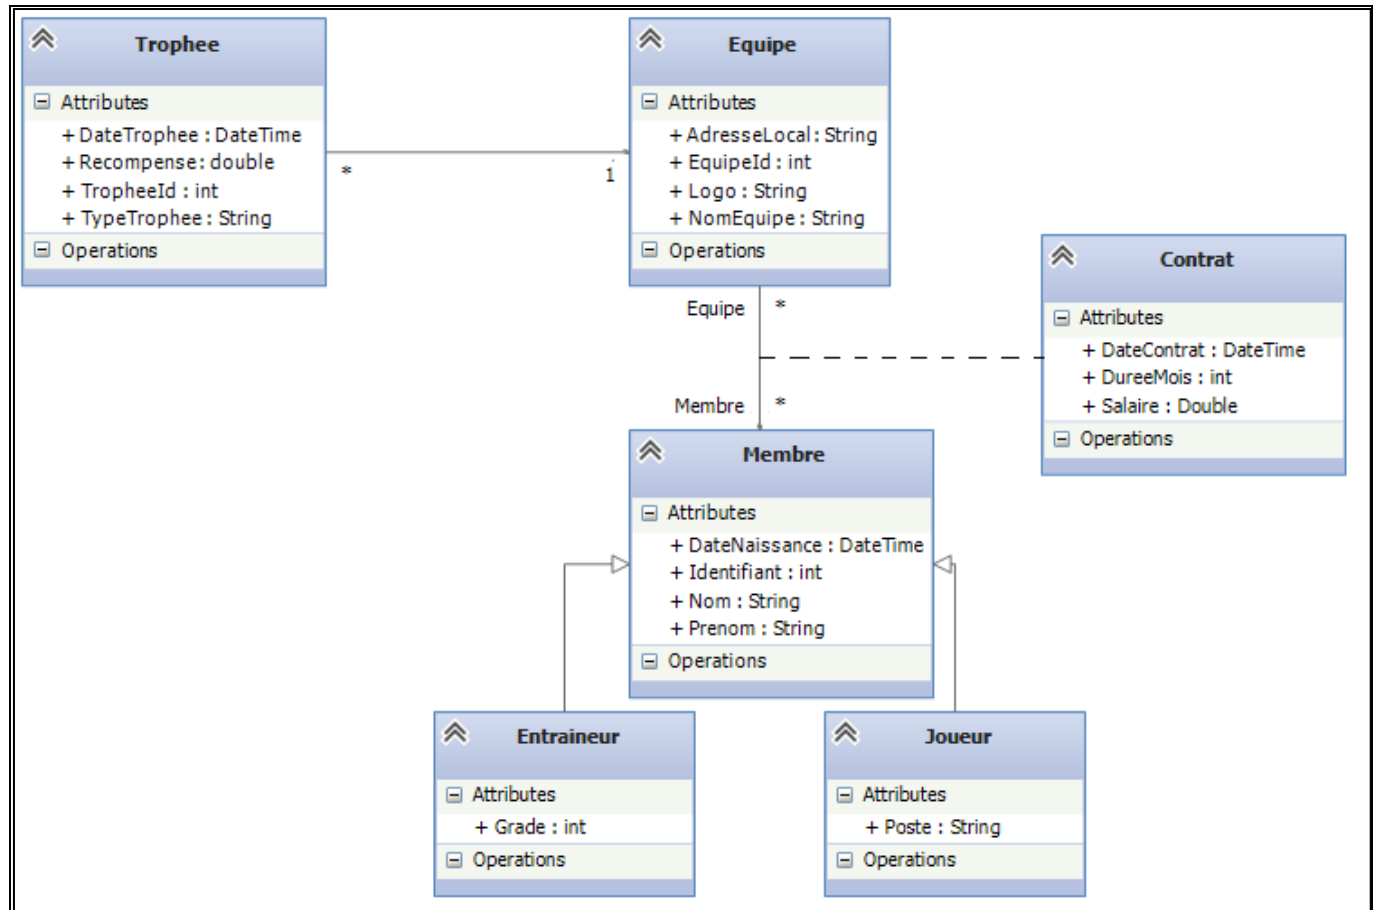 Trophee
Attributes
+ DateTrophee : DateTime
+ Recompense : double
+ TropheeId : int
+ TypeTrophee : String
Operations
*
1
Equipe
Attributes
+ AdresseLocal : String
+ EquipeId : int
+ Logo : String
+ NomEquipe : String
Operations
Equipe
*
Membre
*
Contrat
Attributes
+ DateContrat : DateTime
+ DureeMois : int
+ Salaire : Double
Operations
Membre
Attributes
+ DateNaissance : DateTime
+ Identifiant : int
+ Nom : String
+ Prenom : String
Operations
Entraineur
Attributes
+ Grade : int
Operations
Joueur
Attributes
+ Poste : String
Operations